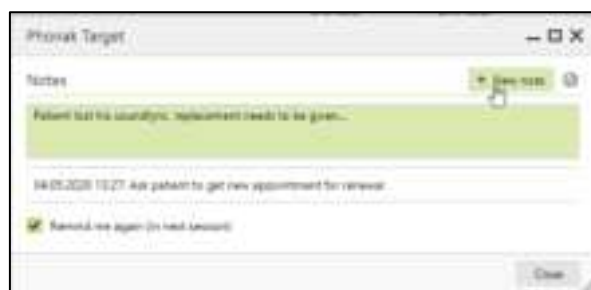 Phonak Target
Notes
New note
Patient lost his soundsync, replacement needs to be given...
04.05.2020 13:27: Ask patient to get new appointment for renewal
Remind me again (in next session)
Close